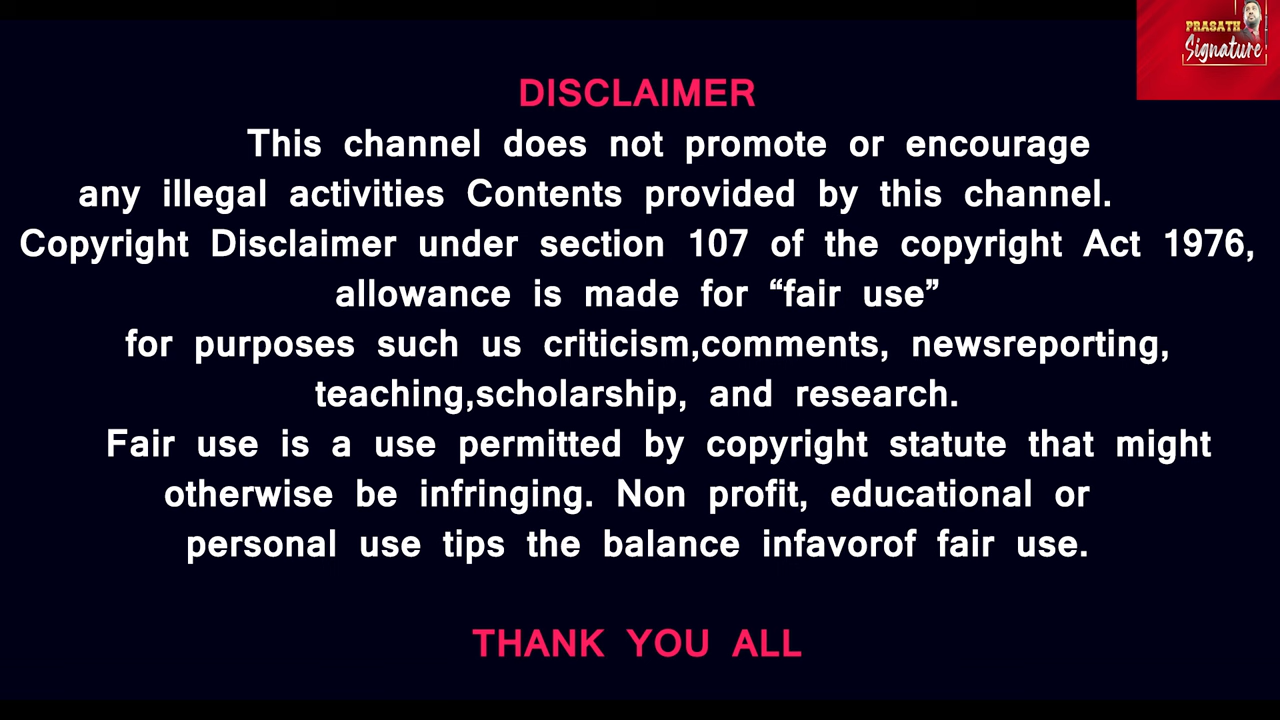 PRASATH
Signature
DISCLAIMER
This channel does not promote or encourage
any illegal activities Contents provided by this channel.
Copyright Disclaimer under section 107 of the copyright Act 1976,
allowance is made for “fair use”
for purposes such us criticism,comments, newsreporting,
teaching,scholarship, and research.
Fair use is a use permitted by copyright statute that might
otherwise be infringing. Non profit, educational or
personal use tips the balance infavorof fair use.
THANK YOU ALL